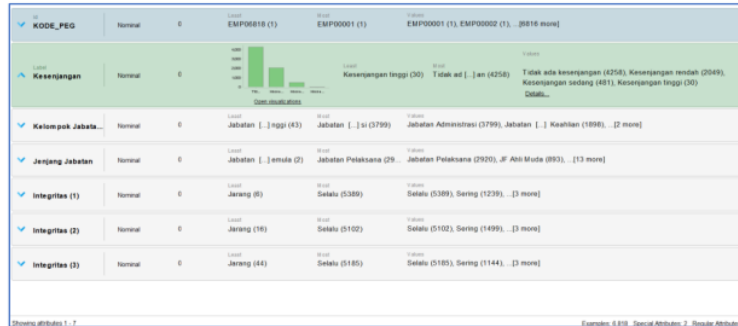 Id
KODE_PEG Nominal 0 Least EMP06818 (1) Most EMP00001 (1) Values EMP00001 (1), EMP00002 (1), ...[6816 more]
Label
Kesenjangan Nominal 0 Least Kesenjangan tinggi (30) Most Tidak ad [...] an (4258) Values Tidak ada kesenjangan (4258), Kesenjangan rendah (2049), Kesenjangan sedang (481), Kesenjangan tinggi (30)
Details...
Open visualizations
Kelompok Jabata... Nominal 0 Least Jabatan [...] nggi (43) Most Jabatan [...] si (3799) Values Jabatan Administrasi (3799), Jabatan [...] Keahlian (1898), ...[2 more]
Jenjang Jabatan Nominal 0 Least Jabatan [...] emula (2) Most Jabatan Pelaksana (29... Values Jabatan Pelaksana (2920), JF Ahli Muda (893), ...[13 more]
Integritas (1) Nominal 0 Least Jarang (6) Most Selalu (5389) Values Selalu (5389), Sering (1239), ...[3 more]
Integritas (2) Nominal 0 Least Jarang (16) Most Selalu (5102) Values Selalu (5102), Sering (1499), ...[3 more]
Integritas (3) Nominal 0 Least Jarang (44) Most Selalu (5185) Values Selalu (5185), Sering (1144), ...[3 more]
Showing attributes 1 - 7 Examples: 6.818 Special Attributes: 2 Regular Attributes